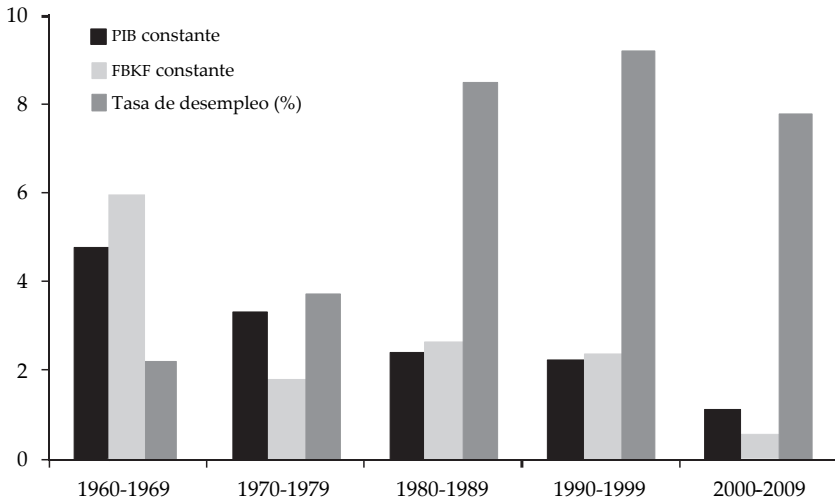 10
PIB constante
FBKF constante
Tasa de desempleo (%)
8
6
4
2
0
1960-1969 1970-1979 1980-1989 1990-1999 2000-2009